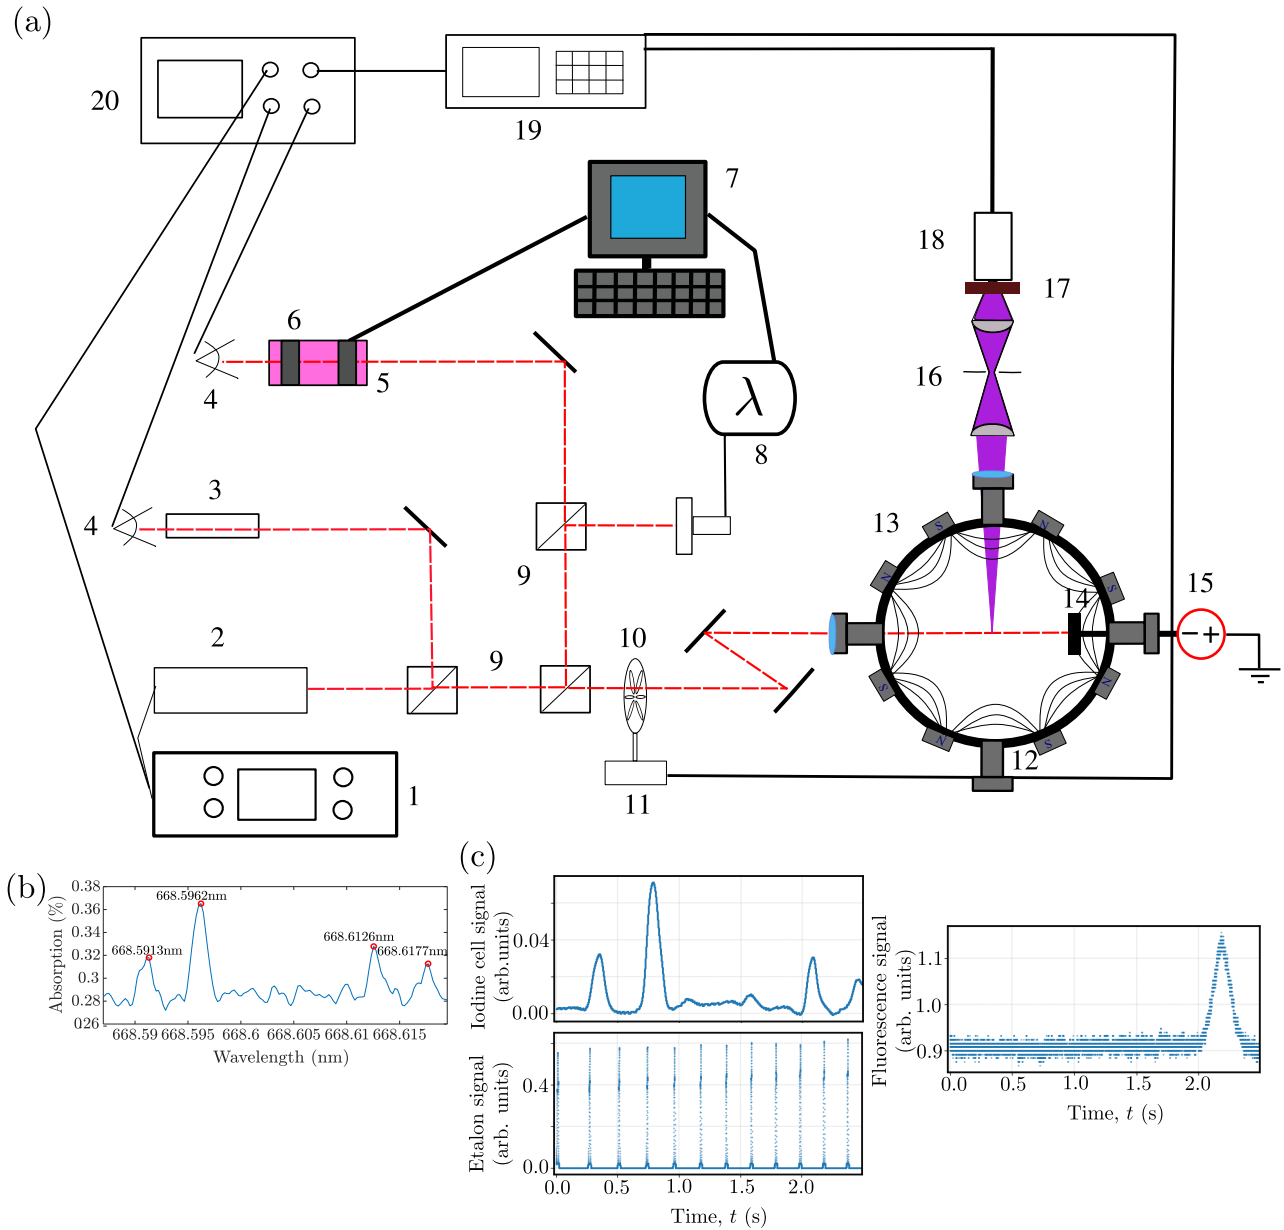 (a)
20
19
7
18
17
6
5
4
16
8
3
4
13
9
14
15
2
9
10
12
11
1
λ
S
N
N
S
S
N
N
S
- +
(b)
Absorption (%)
0.38
0.36
0.34
0.32
0.3
0.28
0.26
668.5962nm
668.5913nm
668.6126nm
668.6177nm
668.59 668.595 668.6 668.605 668.61 668.615
Wavelength (nm)
(c)
Iodine cell signal
(arb.units)
0.04
0.00
Etalon signal
(arb. units)
0.4
0.0
0.0 0.5 1.0 1.5 2.0
Time, t (s)
Fluorescence signal
(arb. units)
1.1
1.0
0.9
0.0 0.5 1.0 1.5 2.0
Time, t (s)